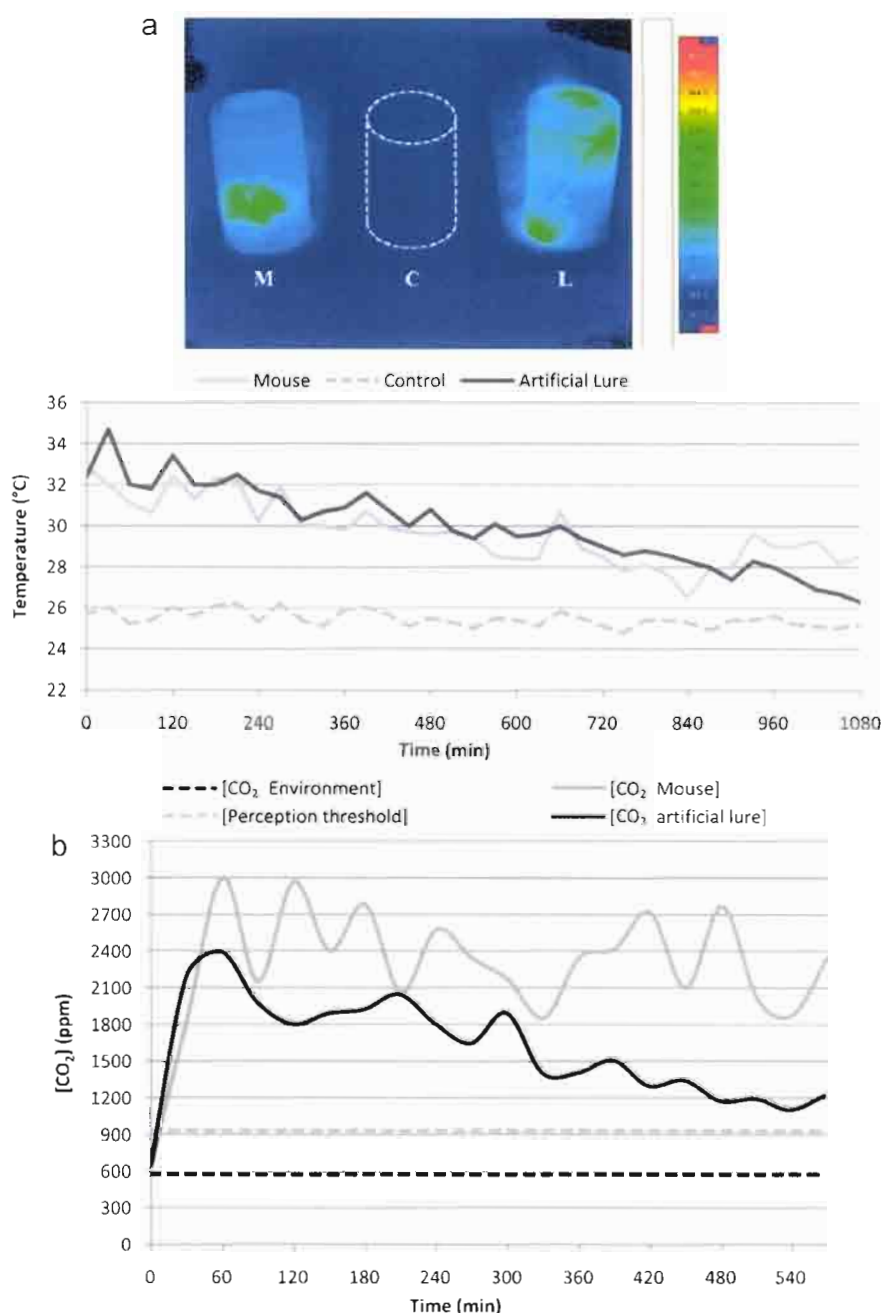 a
M C L
Mouse Control Artificial Lure
36
34
32
30
28
26
24
22
Temperature (°C)
0 120 240 360 480 600 720 840 960 1080
Time (min)
[CO₂ Environment] [CO₂ Mouse]
[Perception threshold] [CO₂ artificial lure]
b
3300
3000
2700
2400
2100
1800
1500
1200
900
600
300
0
[CO₂] (ppm)
0 60 120 180 240 300 360 420 480 540
Time (min)